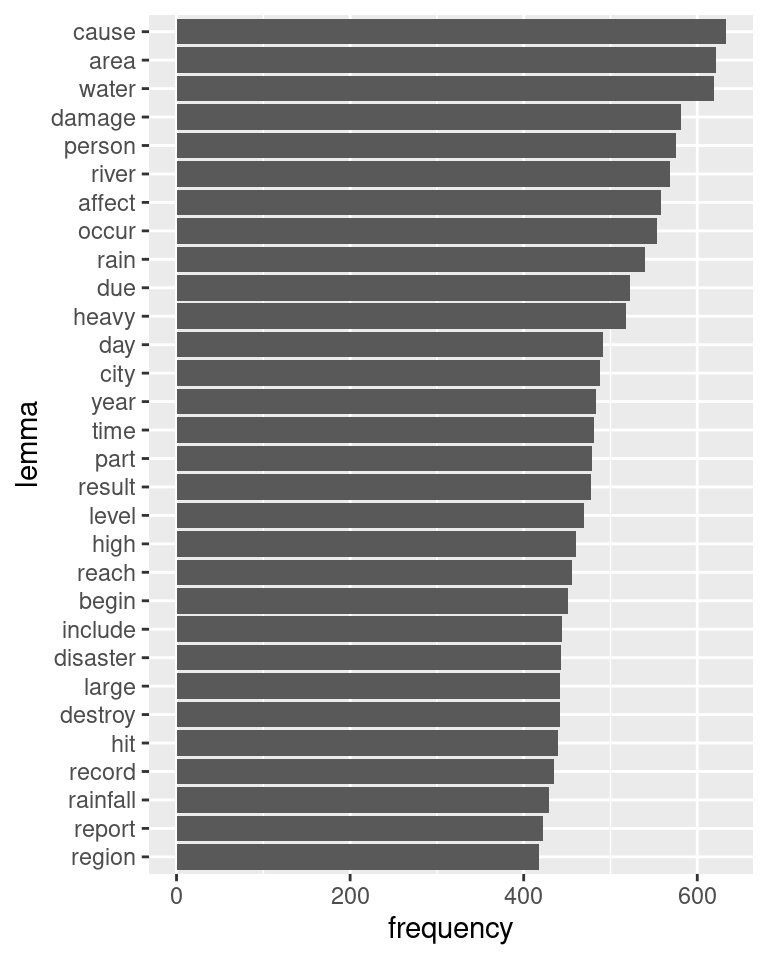 cause
area
water
damage
person
river
affect
occur
rain
due
heavy
day
city
year
time
part
result
level
high
reach
begin
include
disaster
large
destroy
hit
record
rainfall
report
region
lemma
0 200 400 600
frequency